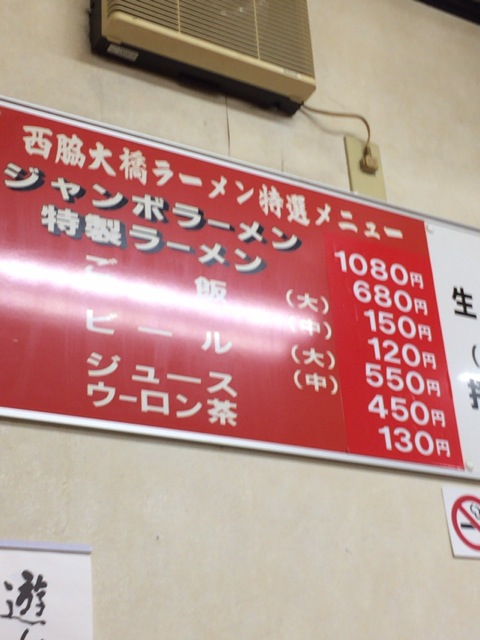 西脇大橋ラーメン特選メニュー
ジャンボラーメン 1080円
特製ラーメン 680円
ご飯 (大) 150円
(中) 120円
ビール (大) 550円
(中) 450円
ジュース
ウーロン茶 130円
生
遊